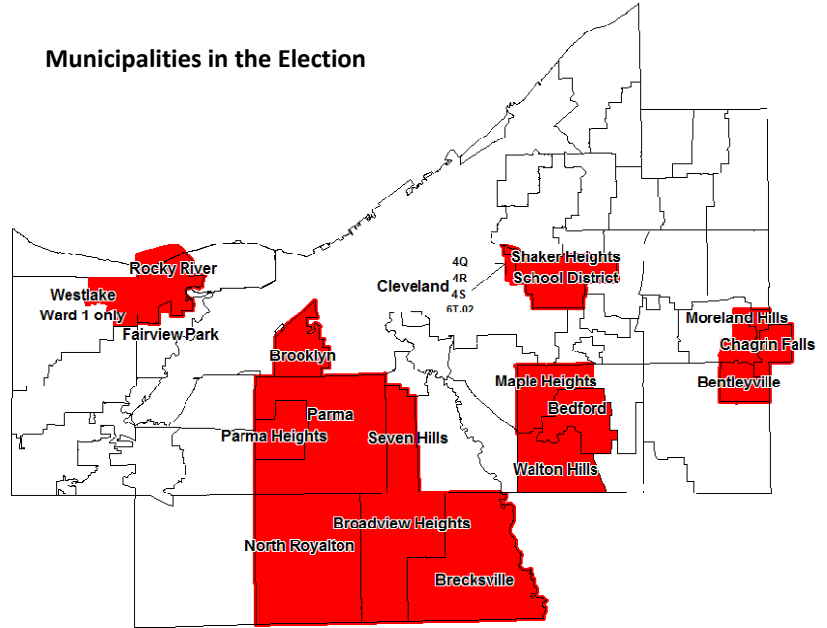 Municipalities in the Election
Rocky River
Westlake
Ward 1 only
Fairview Park
Cleveland
4Q
4R
4S
6T.02
Shaker Heights
School District
Moreland Hills
Chagrin Falls
Bentleyville
Brooklyn
Maple Heights
Bedford
Walton Hills
Parma
Parma Heights
Seven Hills
Broadview Heights
North Royalton
Brecksville